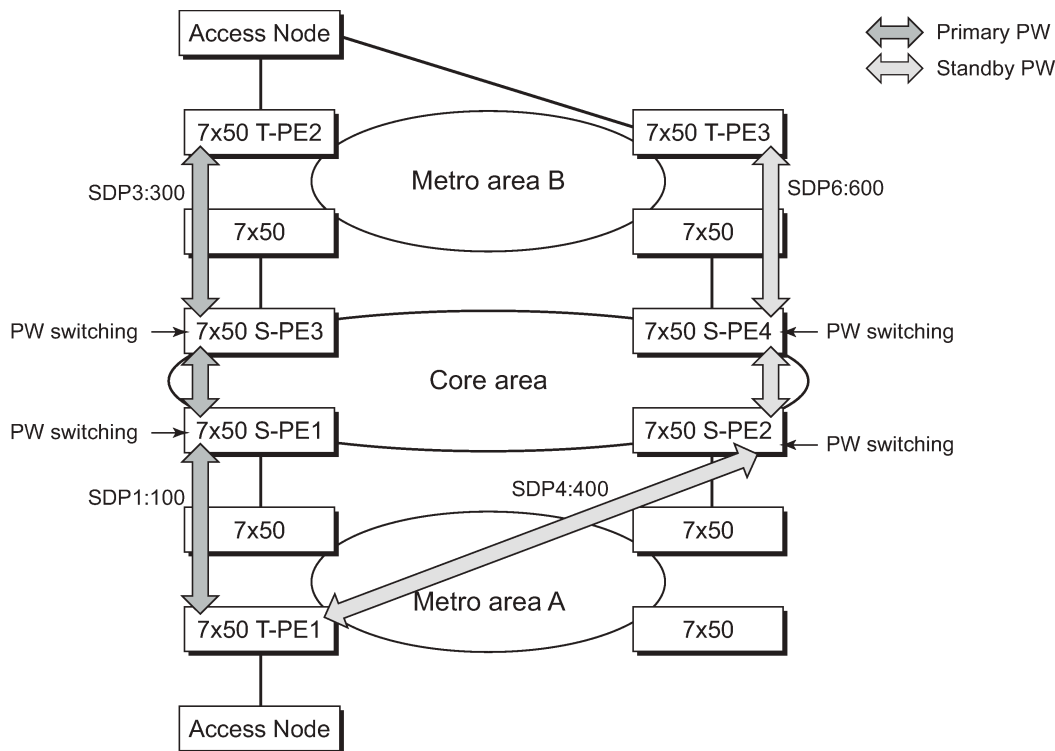 Access Node
Primary PW
Standby PW
7x50 T-PE2
7x50 T-PE3
Metro area B
SDP3:300
SDP6:600
7x50
7x50
PW switching
7x50 S-PE3
7x50 S-PE4
PW switching
Core area
PW switching
7x50 S-PE1
7x50 S-PE2
PW switching
SDP1:100
SDP4:400
7x50
7x50
Metro area A
7x50 T-PE1
7x50
Access Node